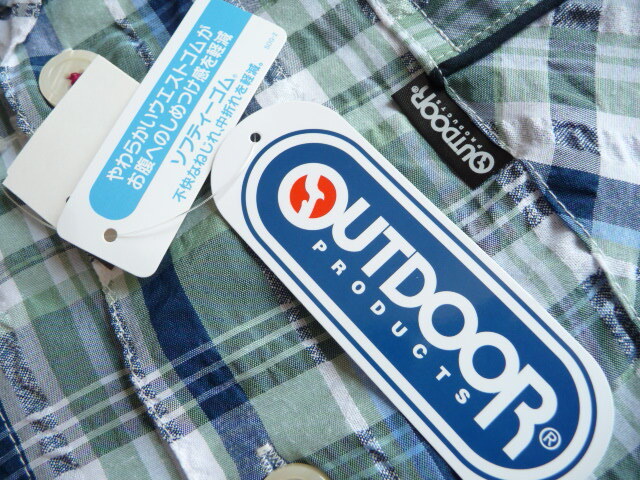 やわらかいウエストゴムが
お腹へのしめつけ感を軽減
ソフティーゴム。
不快なねじれ、中折れを軽減。
OUTDOOR®
PRODUCTS
OUTDOOR®
PRODUCTS